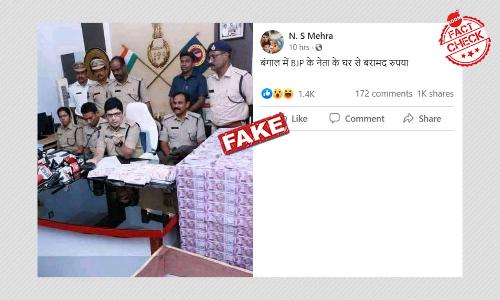 BOOM
FACT
CHECK
N. S Mehra
10 hrs ·
बंगाल में BJP के नेता के घर से बरामद रुपया
1.4K
172 comments 1K shares
FAKE
Like Comment Share